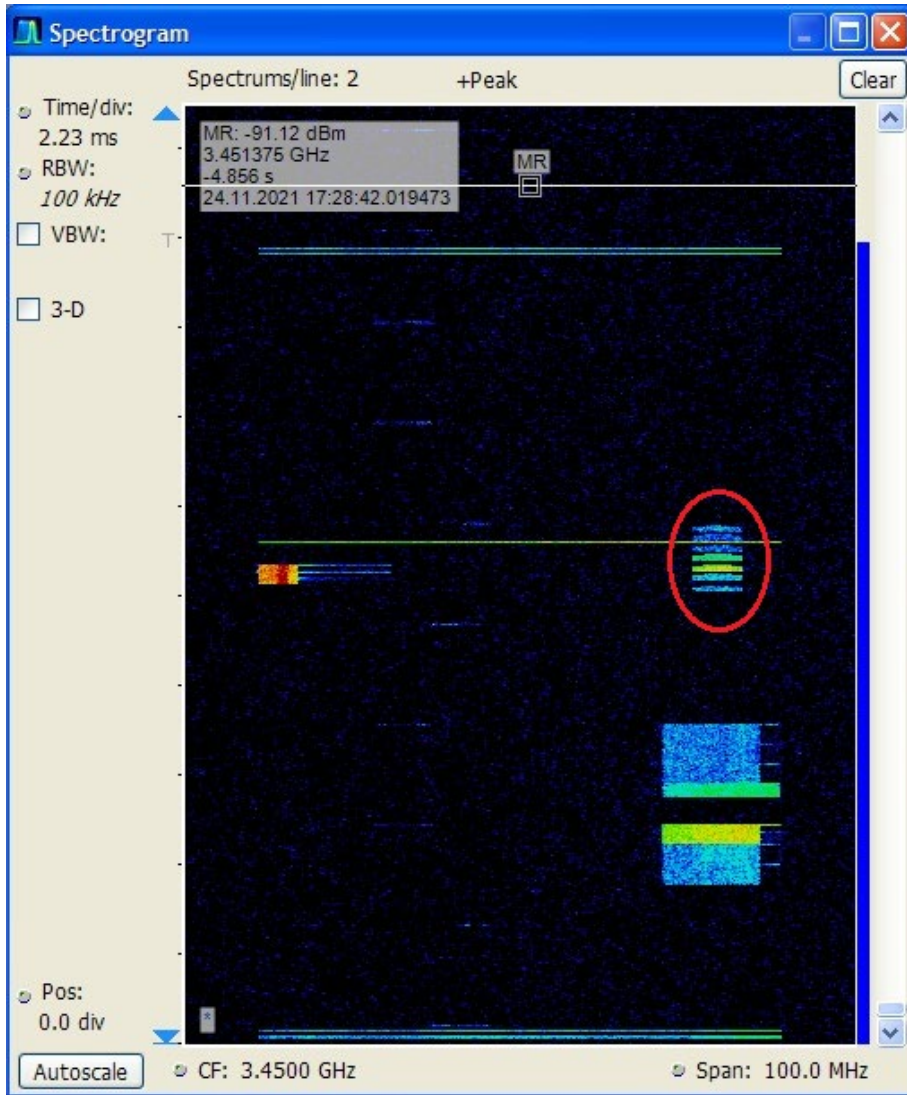 Spectrogram
Spectrums/line: 2 +Peak Clear
Time/div:
2.23 ms
RBW:
100 kHz
VBW:
3-D
MR: -91.12 dBm
3.451375 GHz
-4.856 s
24.11.2021 17:28:42.019473
MR
T
Pos:
0.0 div
*
Autoscale CF: 3.4500 GHz Span: 100.0 MHz